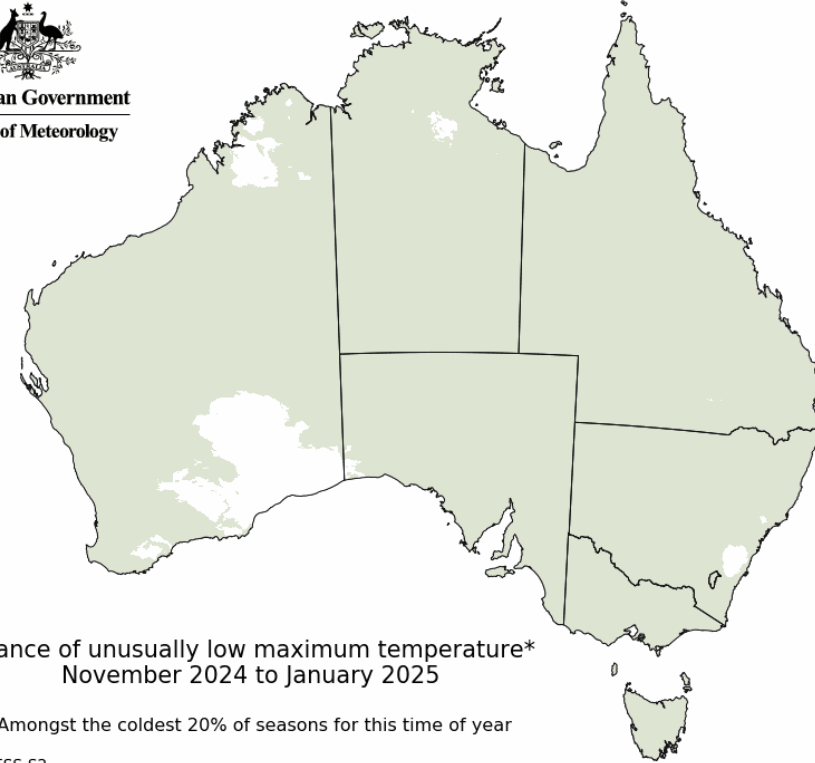 AUSTRALIA
an Government
of Meteorology
ance of unusually low maximum temperature*
November 2024 to January 2025
Amongst the coldest 20% of seasons for this time of year